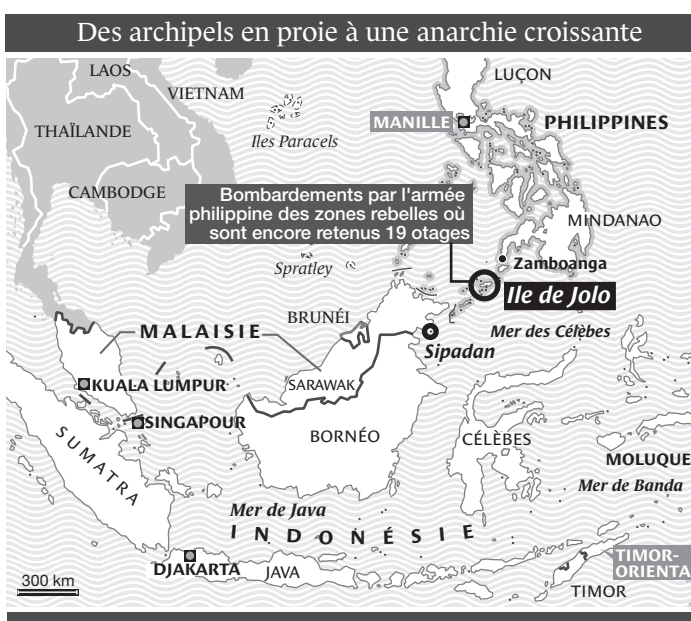 Des archipels en proie à une anarchie croissante
LAOS
VIETNAM
THAÏLANDE
CAMBODGE
Iles Paracels
LUÇON
MANILLE
PHILIPPINES
Bombardements par l'armée
philippine des zones rebelles où
sont encore retenus 19 otages
MINDANAO
Spratley
Zamboanga
Ile de Jolo
BRUNÉI
MALAISIE
Mer des Célèbes
Sipadan
KUALA LUMPUR
SARAWAK
SINGAPOUR
BORNÉO
CÉLÈBES
SUMATRA
MOLUQUE
Mer de Banda
Mer de Java
INDONÉSIE
DJAKARTA
JAVA
TIMOR-
ORIENTA
TIMOR
300 km